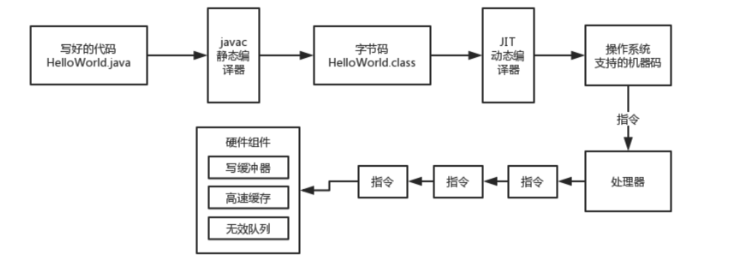 写好的代码
HelloWorld.java
javac
静态编
译器
字节码
HelloWorld.class
JIT
动态编
译器
操作系统
支持的机器码
指令
处理器
指令
指令
指令
硬件组件
写缓冲器
高速缓存
无效队列